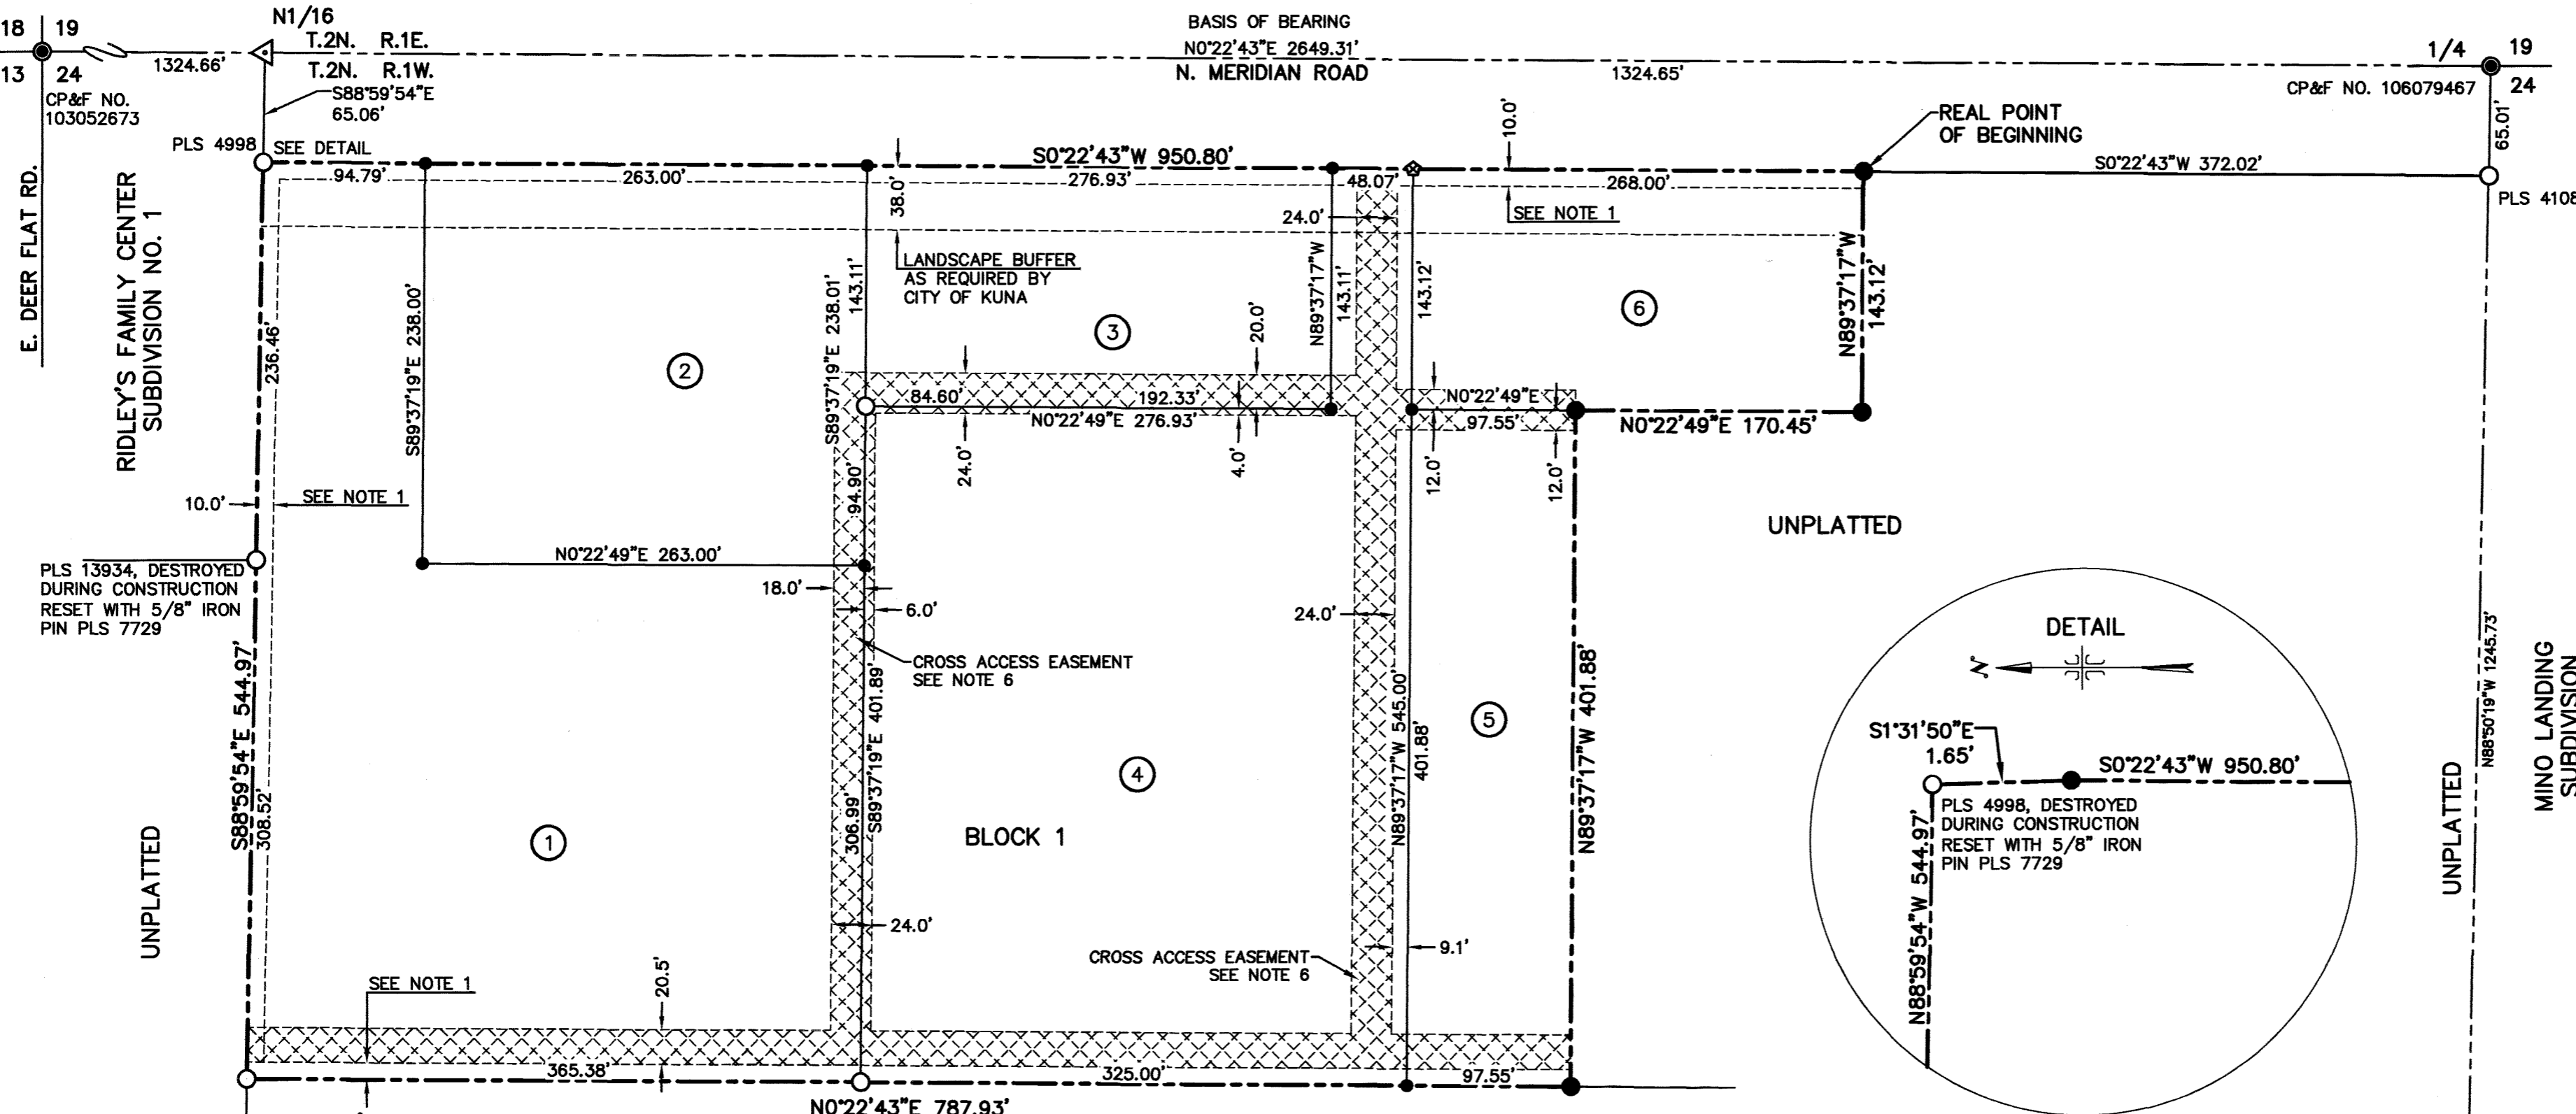 18 19
13 24
CP&F NO.
103052673
N1/16
T.2N. R.1E.
T.2N. R.1W.
1324.66'
S88°59'54"E
65.06'
BASIS OF BEARING
N0°22'43"E 2649.31'
N. MERIDIAN ROAD
1324.65'
1/4 19
24
CP&F NO. 106079467
65.01'
PLS 4108
REAL POINT
OF BEGINNING
S0°22'43"W 372.02'
PLS 4998
SEE DETAIL
S0°22'43"W 950.80'
94.79'
263.00'
276.93'
48.07'
268.00'
10.0'
SEE NOTE 1
38.0'
24.0'
LANDSCAPE BUFFER
AS REQUIRED BY
CITY OF KUNA
E. DEER FLAT RD.
RIDLEY'S FAMILY CENTER
SUBDIVISION NO. 1
236.46'
S89°37'19"E 238.00'
S89°37'19"E 238.01'
143.11'
N89°37'17"W
143.11'
143.12'
N89°37'17"W
143.12'
2
3
6
20.0'
84.60'
192.33'
N0°22'49"E 276.93'
N0°22'49"E
97.55'
N0°22'49"E 170.45'
24.0'
4.0'
12.0'
12.0'
94.90'
10.0'
SEE NOTE 1
UNPLATTED
PLS 13934, DESTROYED
DURING CONSTRUCTION
RESET WITH 5/8" IRON
PIN PLS 7729
N0°22'49"E 263.00'
18.0'
6.0'
24.0'
CROSS ACCESS EASEMENT
SEE NOTE 6
S88°59'54"E 544.97'
308.52'
S89°37'19"E 401.89'
306.99'
N89°37'17"W 545.00'
401.88'
N89°37'17"W 401.88'
1
4
5
BLOCK 1
UNPLATTED
24.0'
CROSS ACCESS EASEMENT
SEE NOTE 6
9.1'
SEE NOTE 1
20.5'
365.38'
325.00'
97.55'
N0°22'43"E 787.93'
DETAIL
N
S1°31'50"E
1.65'
S0°22'43"W 950.80'
PLS 4998, DESTROYED
DURING CONSTRUCTION
RESET WITH 5/8" IRON
PIN PLS 7729
N88°59'54"W 544.97'
UNPLATTED
N88°50'19"W 1245.73'
MINO LANDING
SUBDIVISION